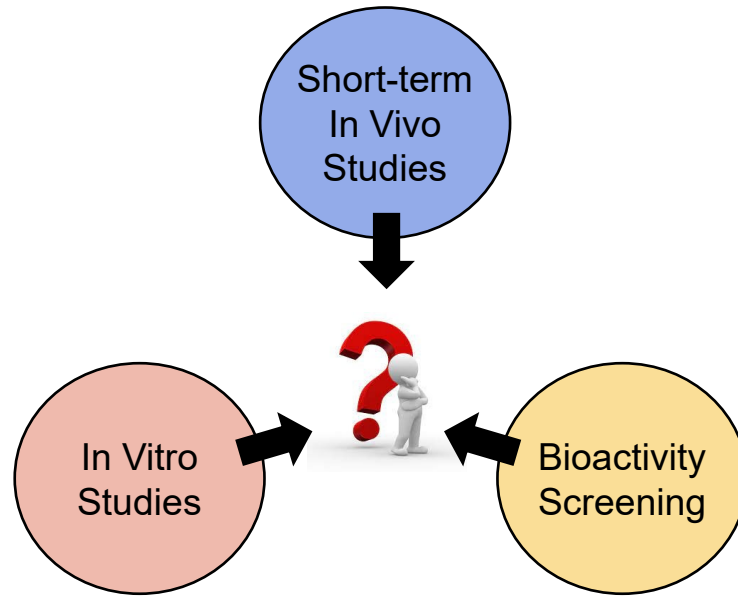 Short-term
In Vivo
Studies
In Vitro
Studies
Bioactivity
Screening